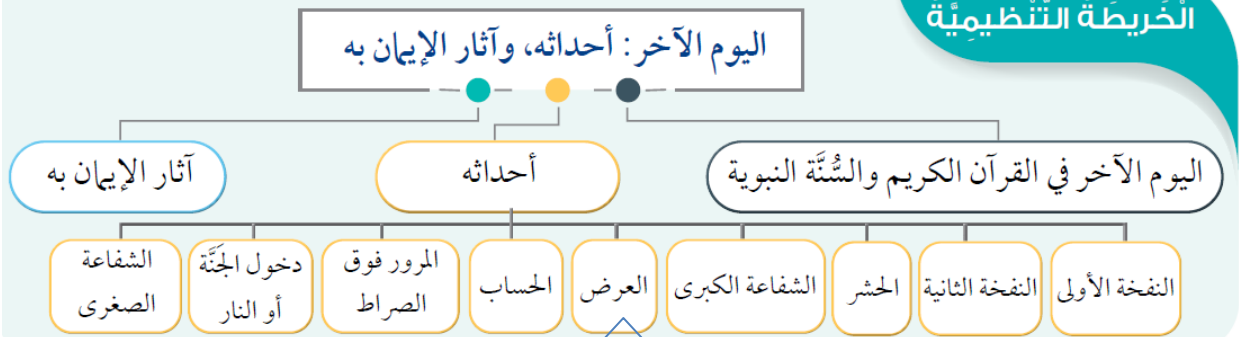 الْخَرِيطَةُ التَّنْظِيمِيَّةُ
اليوم الآخر: أحداثه، وآثار الإيمان به
اليوم الآخر في القرآن الكريم والسُّنَّة النبوية
أحداثه
آثار الإيمان به
النفخة الأولى
النفخة الثانية
الحشر
الشفاعة الكبرى
العرض
الحساب
المرور فوق
الصراط
دخول الجَنَّة
أو النار
الشفاعة
الصغرى